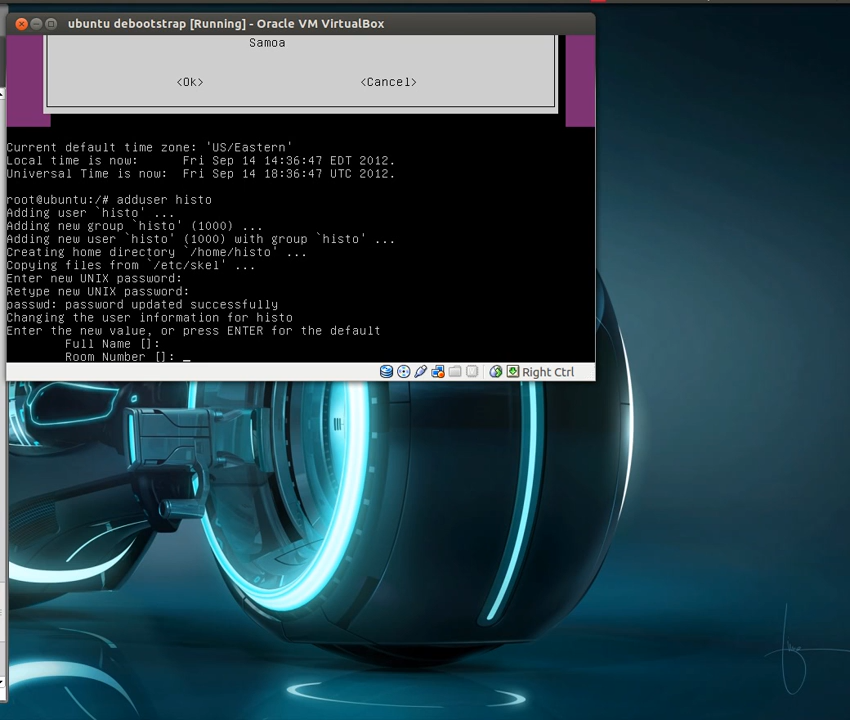 ubuntu debootstrap [Running] - Oracle VM VirtualBox
Samoa
<Ok> <Cancel>
Current default time zone: 'US/Eastern'
Local time is now:      Fri Sep 14 14:36:47 EDT 2012.
Universal Time is now:  Fri Sep 14 18:36:47 UTC 2012.
root@ubuntu:/# adduser histo
Adding user `histo' ...
Adding new group `histo' (1000) ...
Adding new user `histo' (1000) with group `histo' ...
Creating home directory `/home/histo' ...
Copying files from `/etc/skel' ...
Enter new UNIX password:
Retype new UNIX password:
passwd: password updated successfully
Changing the user information for histo
Enter the new value, or press ENTER for the default
Full Name []:
Room Number []: _
Right Ctrl